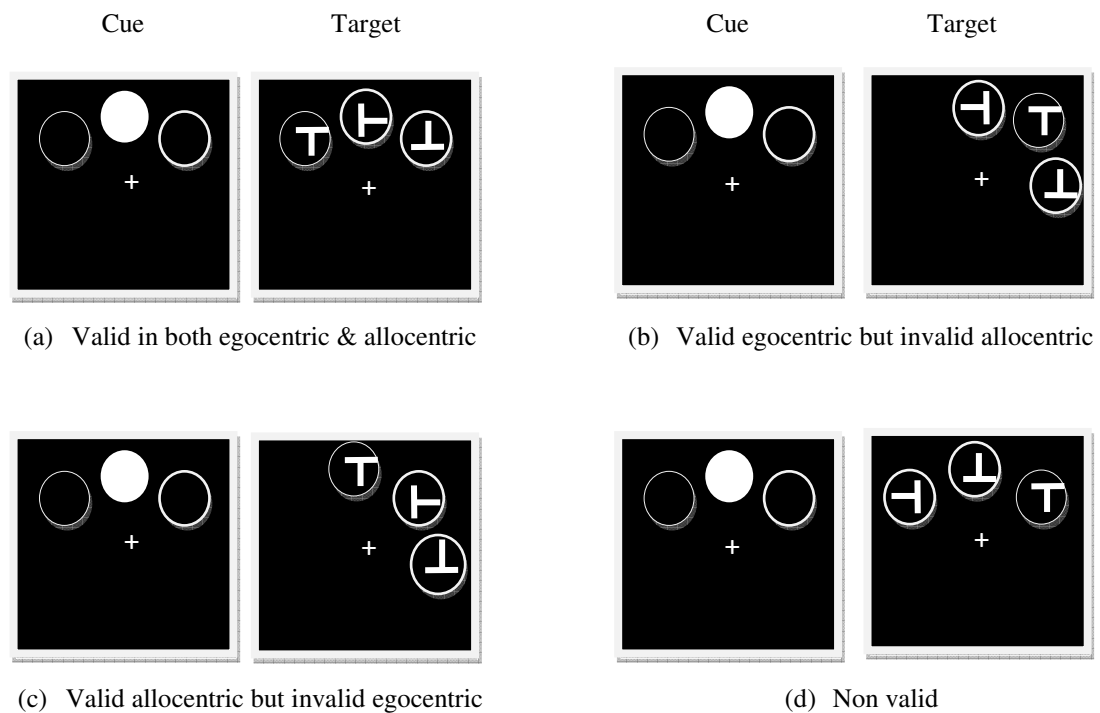 Cue Target Cue Target
(a) Valid in both egocentric & allocentric
(b) Valid egocentric but invalid allocentric
(c) Valid allocentric but invalid egocentric
(d) Non valid